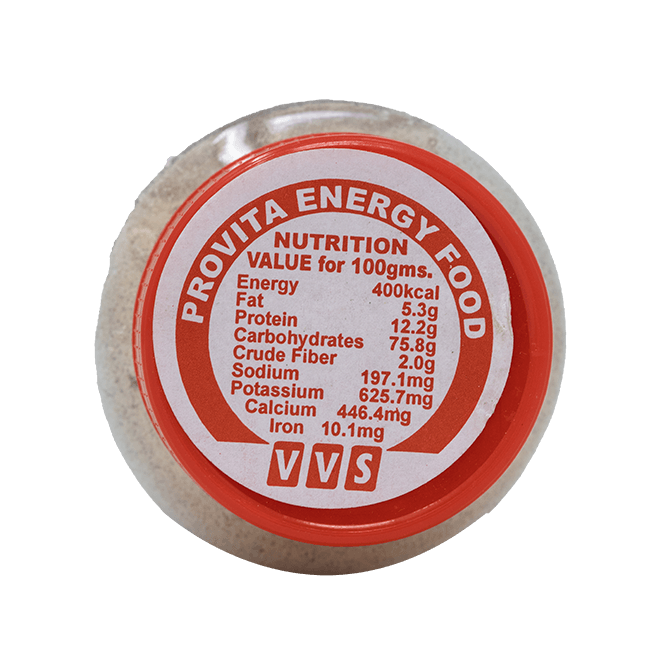 PROVITA ENERGY FOOD
NUTRITION
VALUE for 100gms.
Energy 400kcal
Fat 5.3g
Protein 12.2g
Carbohydrates 75.8g
Crude Fiber 2.0g
Sodium 197.1mg
Potassium 625.7mg
Calcium 446.4mg
Iron 10.1mg
VVS